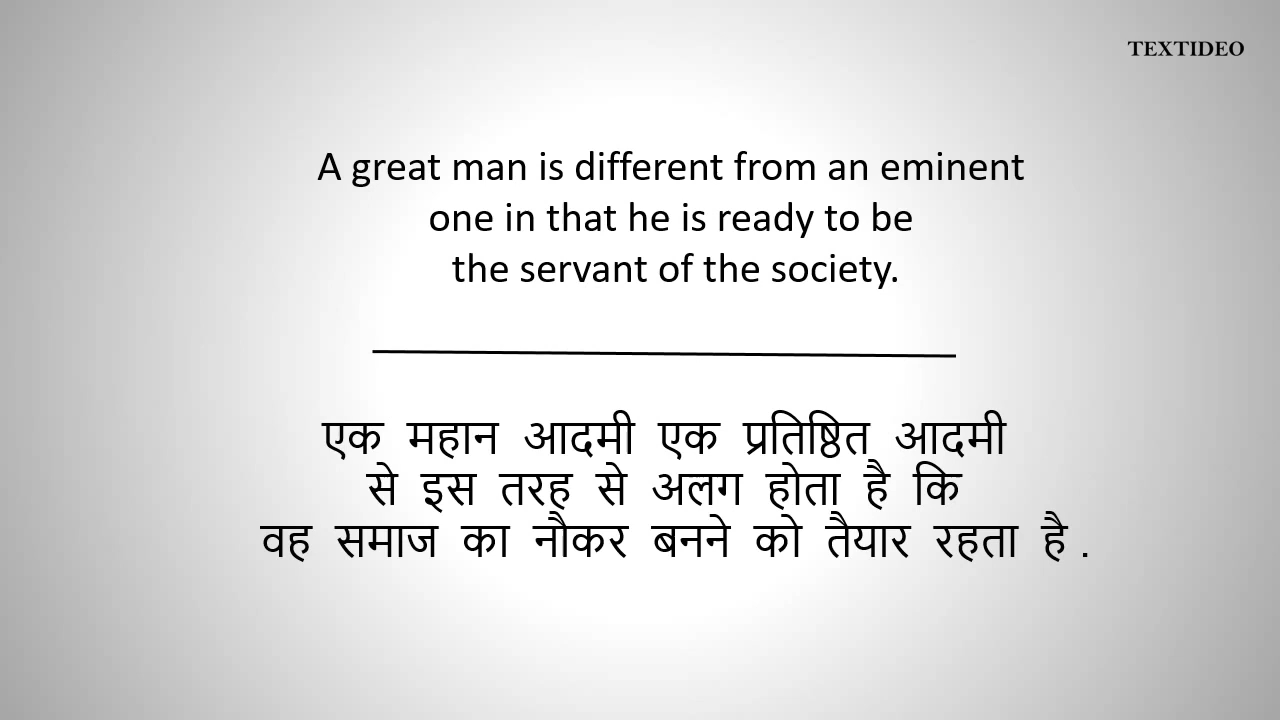 TEXTIDEO
A great man is different from an eminent
one in that he is ready to be
the servant of the society.
एक महान आदमी एक प्रतिष्ठित आदमी
से इस तरह से अलग होता है कि
वह समाज का नौकर बनने को तैयार रहता है .